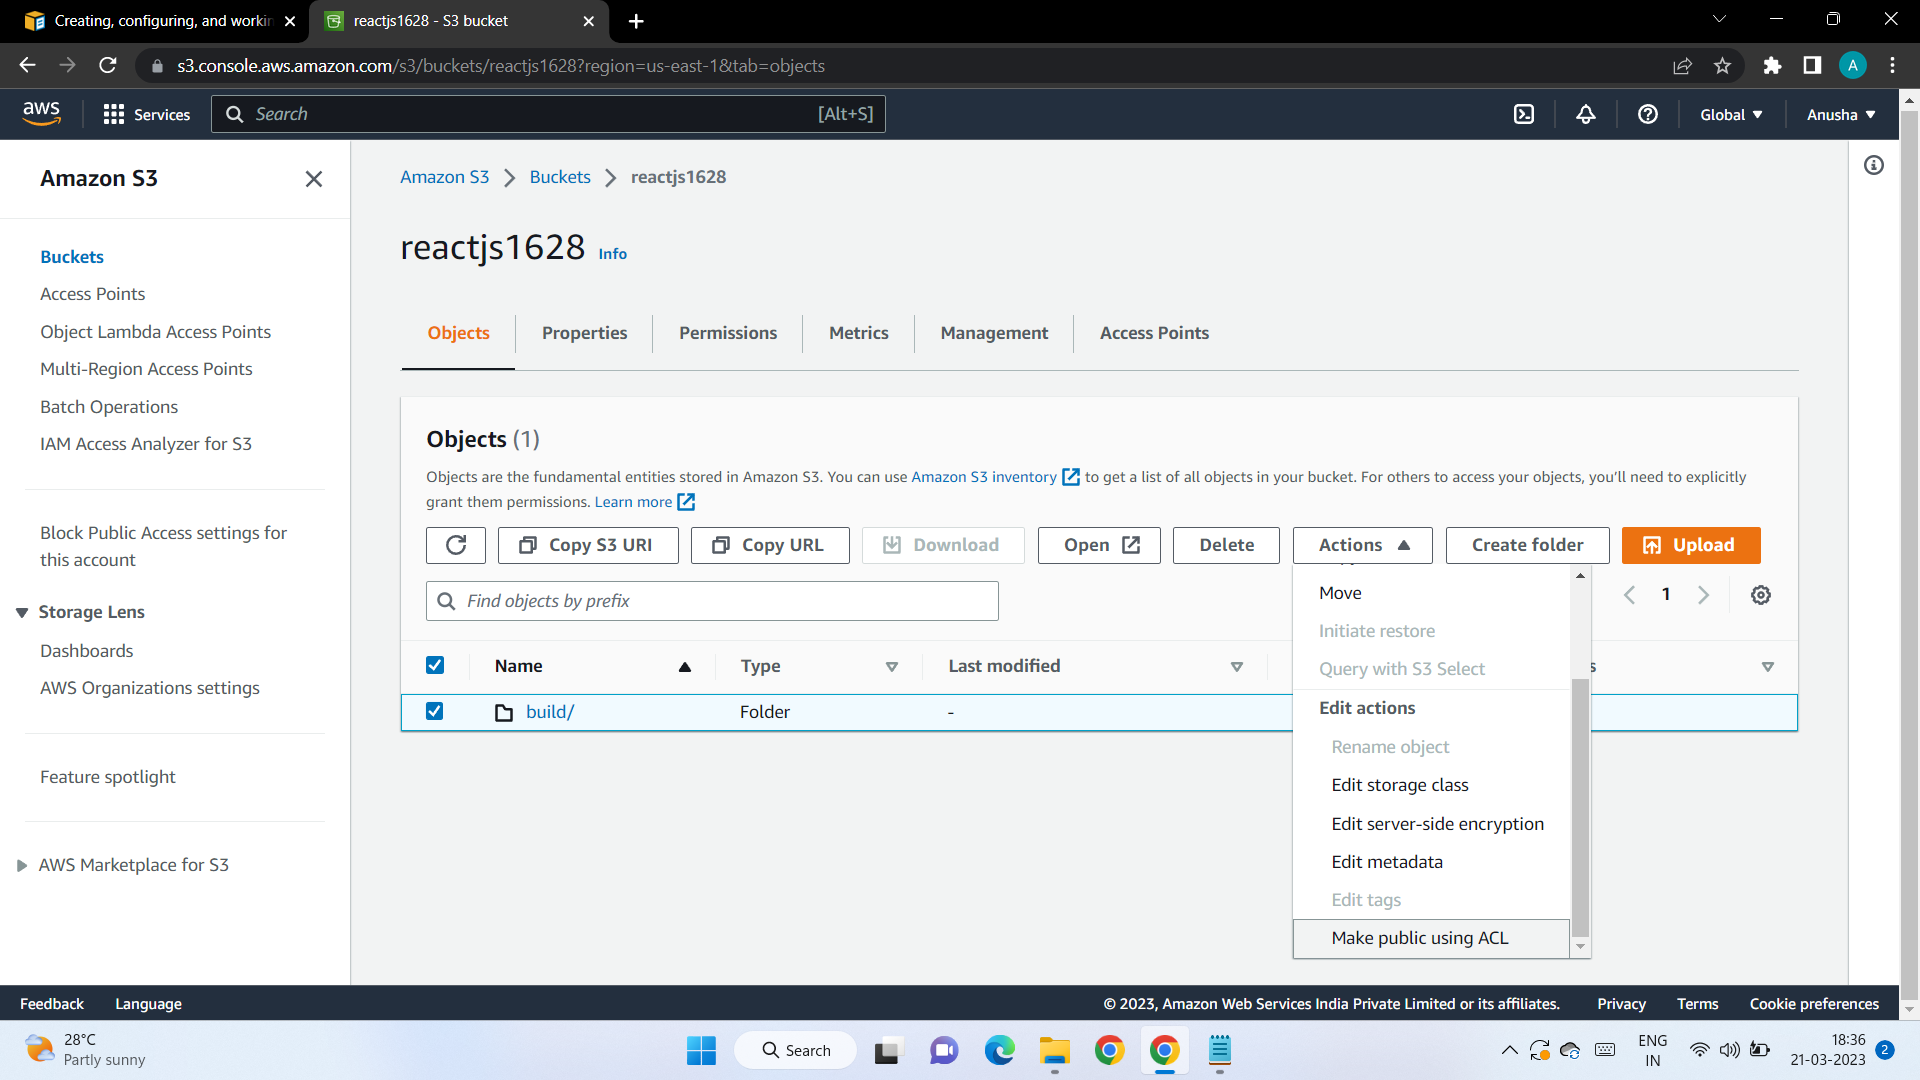 Creating, configuring, and workin
reactjs1628 - S3 bucket
s3.console.aws.amazon.com/s3/buckets/reactjs1628?region=us-east-1&tab=objects
A
aws
Services
Search
[Alt+S]
Global
Anusha
Amazon S3
Buckets
Access Points
Object Lambda Access Points
Multi-Region Access Points
Batch Operations
IAM Access Analyzer for S3
Block Public Access settings for
this account
Storage Lens
Dashboards
AWS Organizations settings
Feature spotlight
AWS Marketplace for S3
Amazon S3 Buckets reactjs1628
reactjs1628 Info
Objects
Properties
Permissions
Metrics
Management
Access Points
Objects (1)
Objects are the fundamental entities stored in Amazon S3. You can use Amazon S3 inventory to get a list of all objects in your bucket. For others to access your objects, you'll need to explicitly
grant them permissions. Learn more
Copy S3 URI
Copy URL
Download
Open
Delete
Actions
Create folder
Upload
Find objects by prefix
1
Name
Type
Last modified
build/
Folder
-
Move
Initiate restore
Query with S3 Select
Edit actions
Rename object
Edit storage class
Edit server-side encryption
Edit metadata
Edit tags
Make public using ACL
Feedback
Language
© 2023, Amazon Web Services India Private Limited or its affiliates.
Privacy
Terms
Cookie preferences
28°C
Partly sunny
Search
ENG
IN
18:36
21-03-2023
2